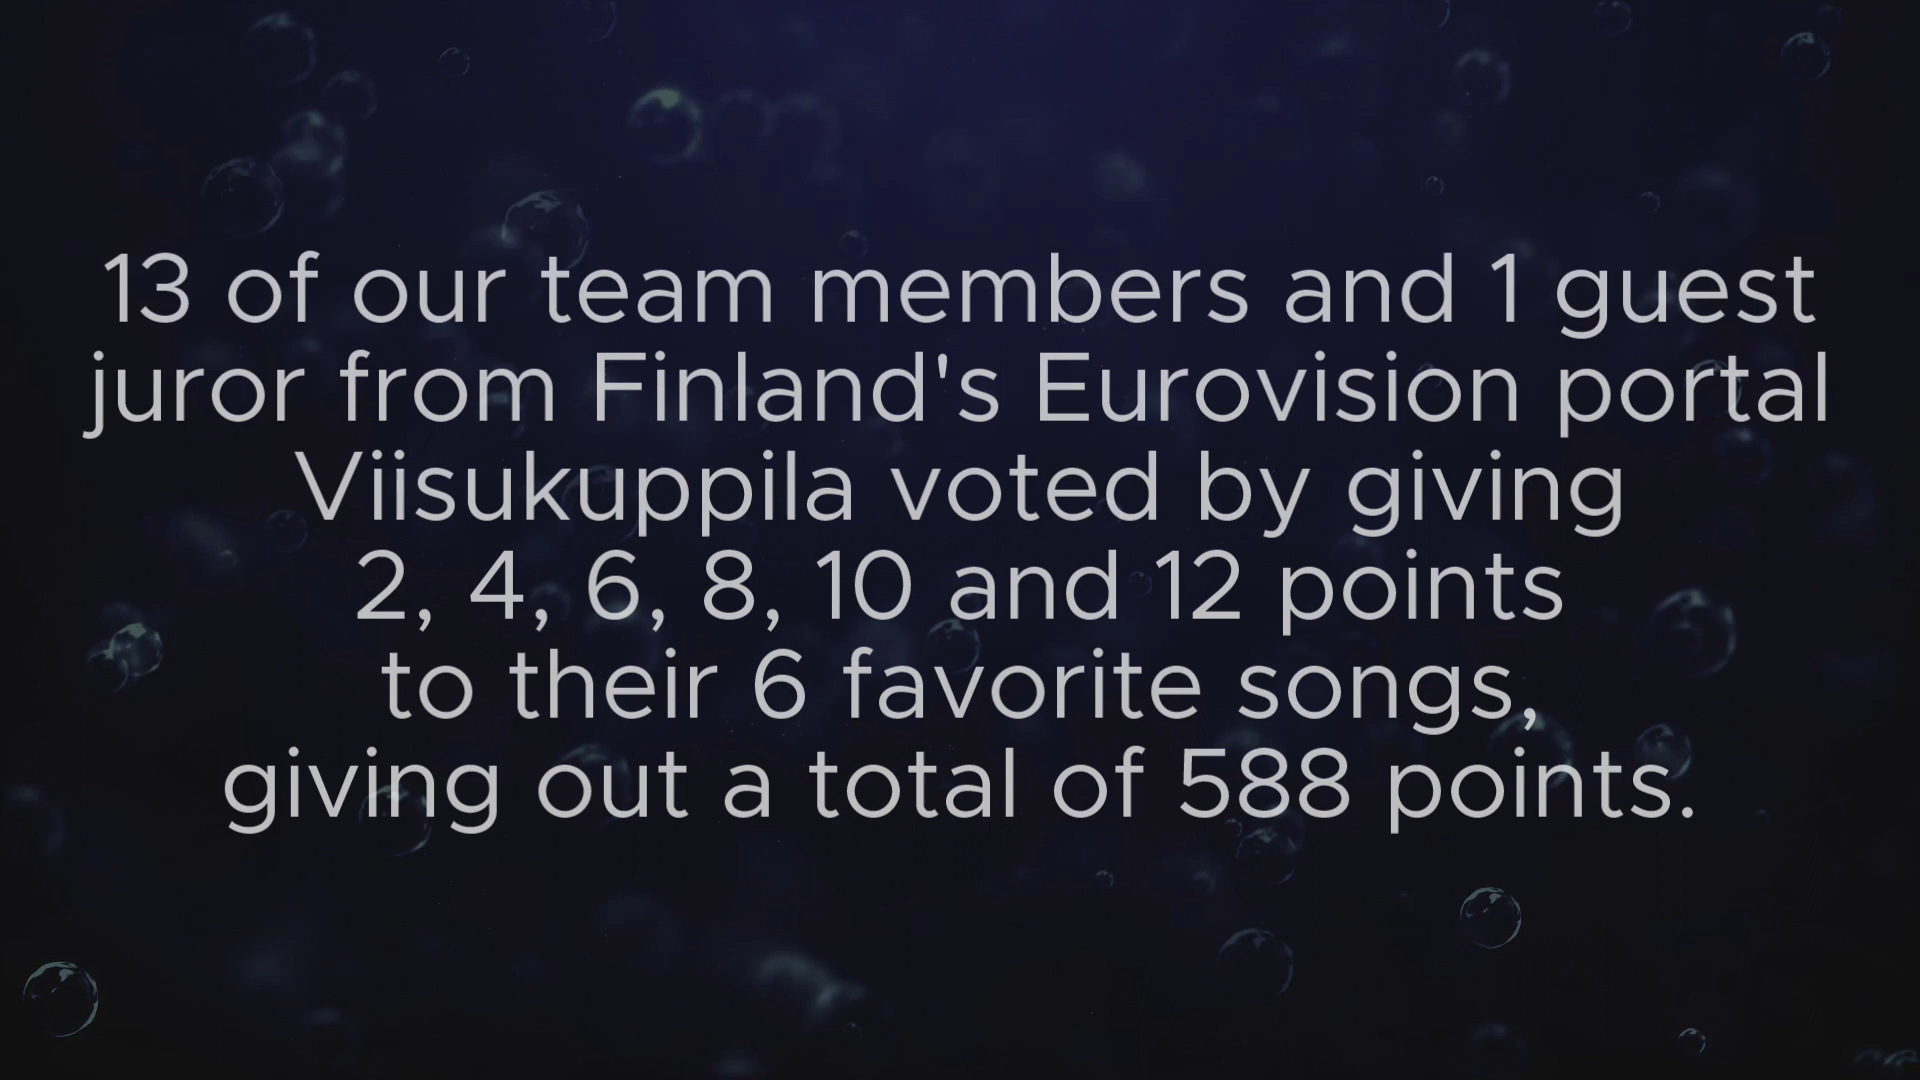 13 of our team members and 1 guest
juror from Finland's Eurovision portal
Viisukuppila voted by giving
2, 4, 6, 8, 10 and 12 points
to their 6 favorite songs,
giving out a total of 588 points.